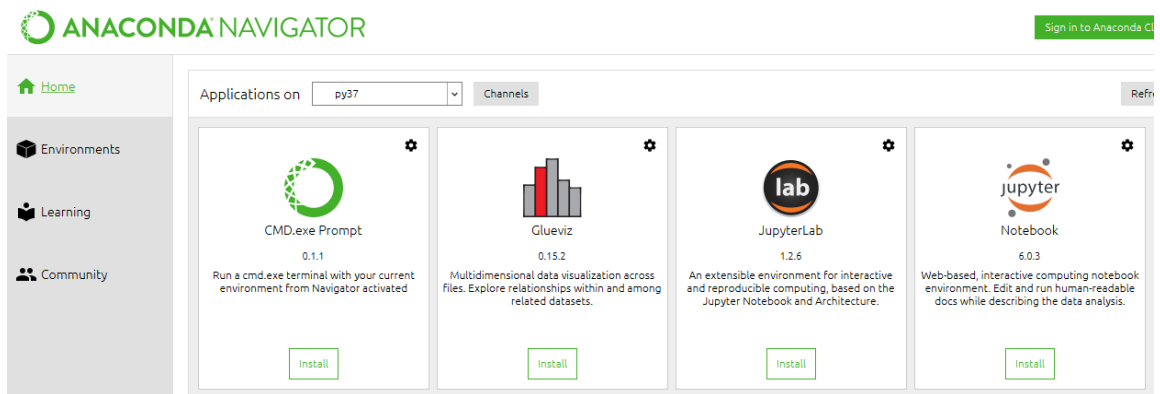 ANACONDA NAVIGATOR
Sign in to Anaconda Cl
Home
Environments
Learning
Community
Applications on
py37
Channels
Refre
CMD.exe Prompt
0.1.1
Run a cmd.exe terminal with your current
environment from Navigator activated
Install
Glueviz
0.15.2
Multidimensional data visualization across
files. Explore relationships within and among
related datasets.
Install
lab
JupyterLab
1.2.6
An extensible environment for interactive
and reproducible computing, based on the
Jupyter Notebook and Architecture.
Install
jupyter
Notebook
6.0.3
Web-based, interactive computing notebook
environment. Edit and run human-readable
docs while describing the data analysis.
Install